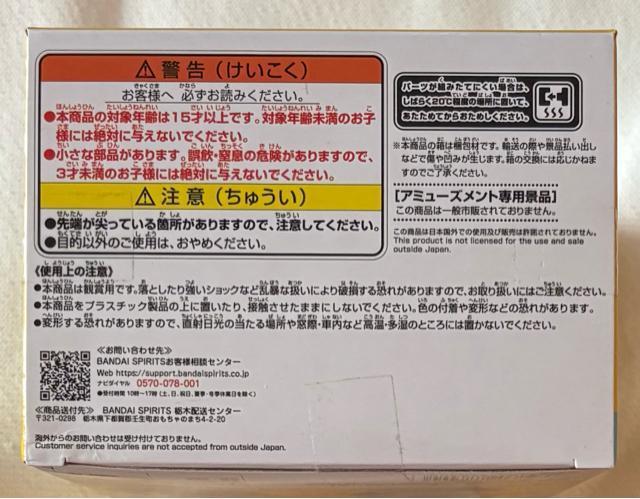 ⚠警告（けいこく）
お客様へ 必ずお読みください。
●本商品の対象年齢は15才以上です。対象年齢未満のお子
様には絶対に与えないでください。
●小さな部品があります。誤飲・窒息の危険がありますので、
3才未満のお子様には絶対に与えないでください。
⚠注意（ちゅうい）
●先端が尖っている箇所がありますので、注意してください。
●目的以外のご使用は、おやめください。
パーツが組みたてにくい場合は、
しばらく20℃程度の場所に置いて、
あたためてからおためしください。
※本商品の箱は梱包材です。輸送の際や景品払い出し
などで傷や凹みが生じます。箱の交換には応じかねま
すのでご了承ください。
【アミューズメント専用景品】
この商品は一般市販されておりません。
この商品は日本国外での使用及び販売は許諾されておりません。
This product is not licensed for the use and sale
outside Japan.
《使用上の注意》
●本商品は観賞用です。落としたり強いショックなど乱暴な扱いにより破損する恐れがありますので、お取り扱いにはご注意ください。
●本商品をプラスチック製品の上に置いたり、接触させたままにしないでください。色の付着や変形などの恐れがあります。
●変形する恐れがありますので、直射日光の当たる場所や窓際・車内など高温・多湿のところには置かないでください。
≪お問い合わせ先≫
BANDAI SPIRITSお客様相談センター
Web https://support.bandaispirits.co.jp
ナビダイヤル 0570-078-001
●受付時間 10時〜17時（土、日、祝日、夏季・冬季休業日を除く）
≪商品送付先≫ BANDAI SPIRITS 栃木配送センター
〒321-0298 栃木県下都賀郡壬生町おもちゃのまち4-2-20
海外からのお問い合わせは受け付けておりません。
Customer service inquiries are not accepted from outside Japan.